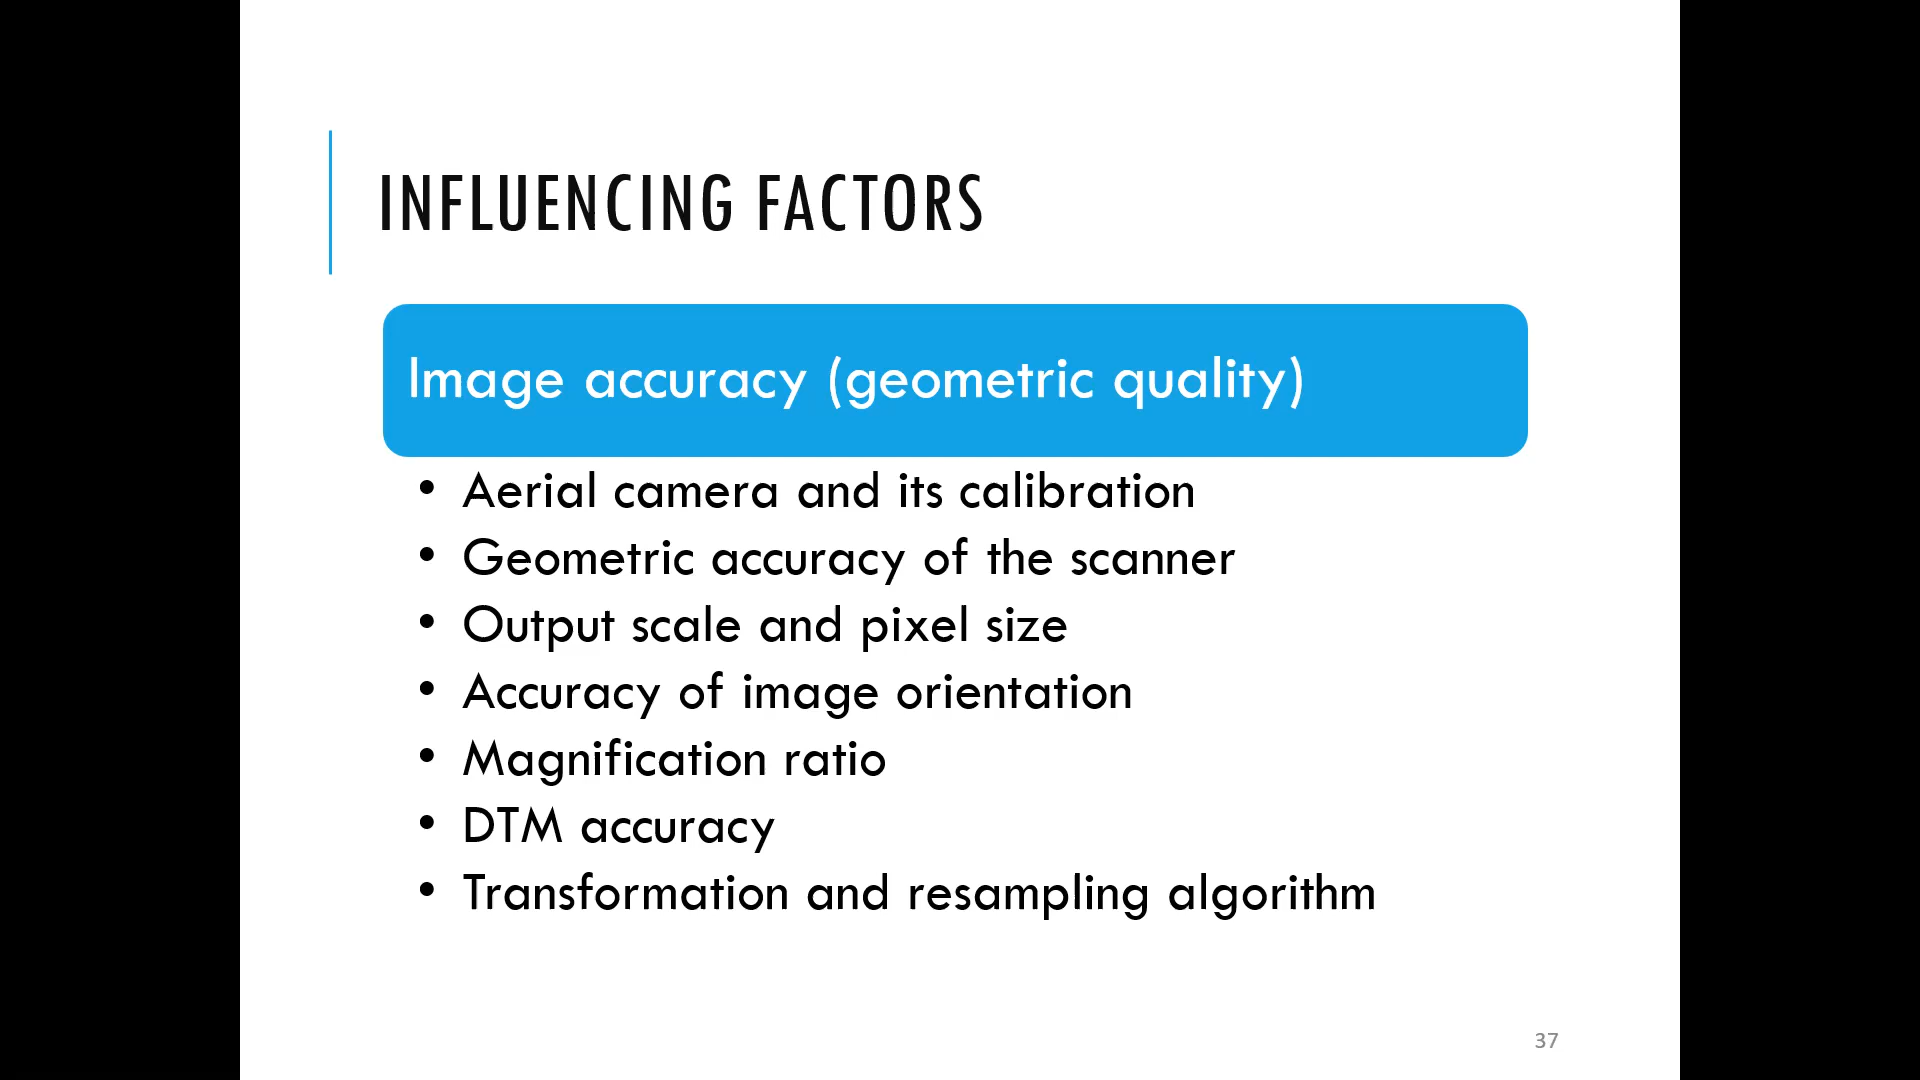 INFLUENCING FACTORS
Image accuracy (geometric quality)
• Aerial camera and its calibration
• Geometric accuracy of the scanner
• Output scale and pixel size
• Accuracy of image orientation
• Magnification ratio
• DTM accuracy
• Transformation and resampling algorithm
37